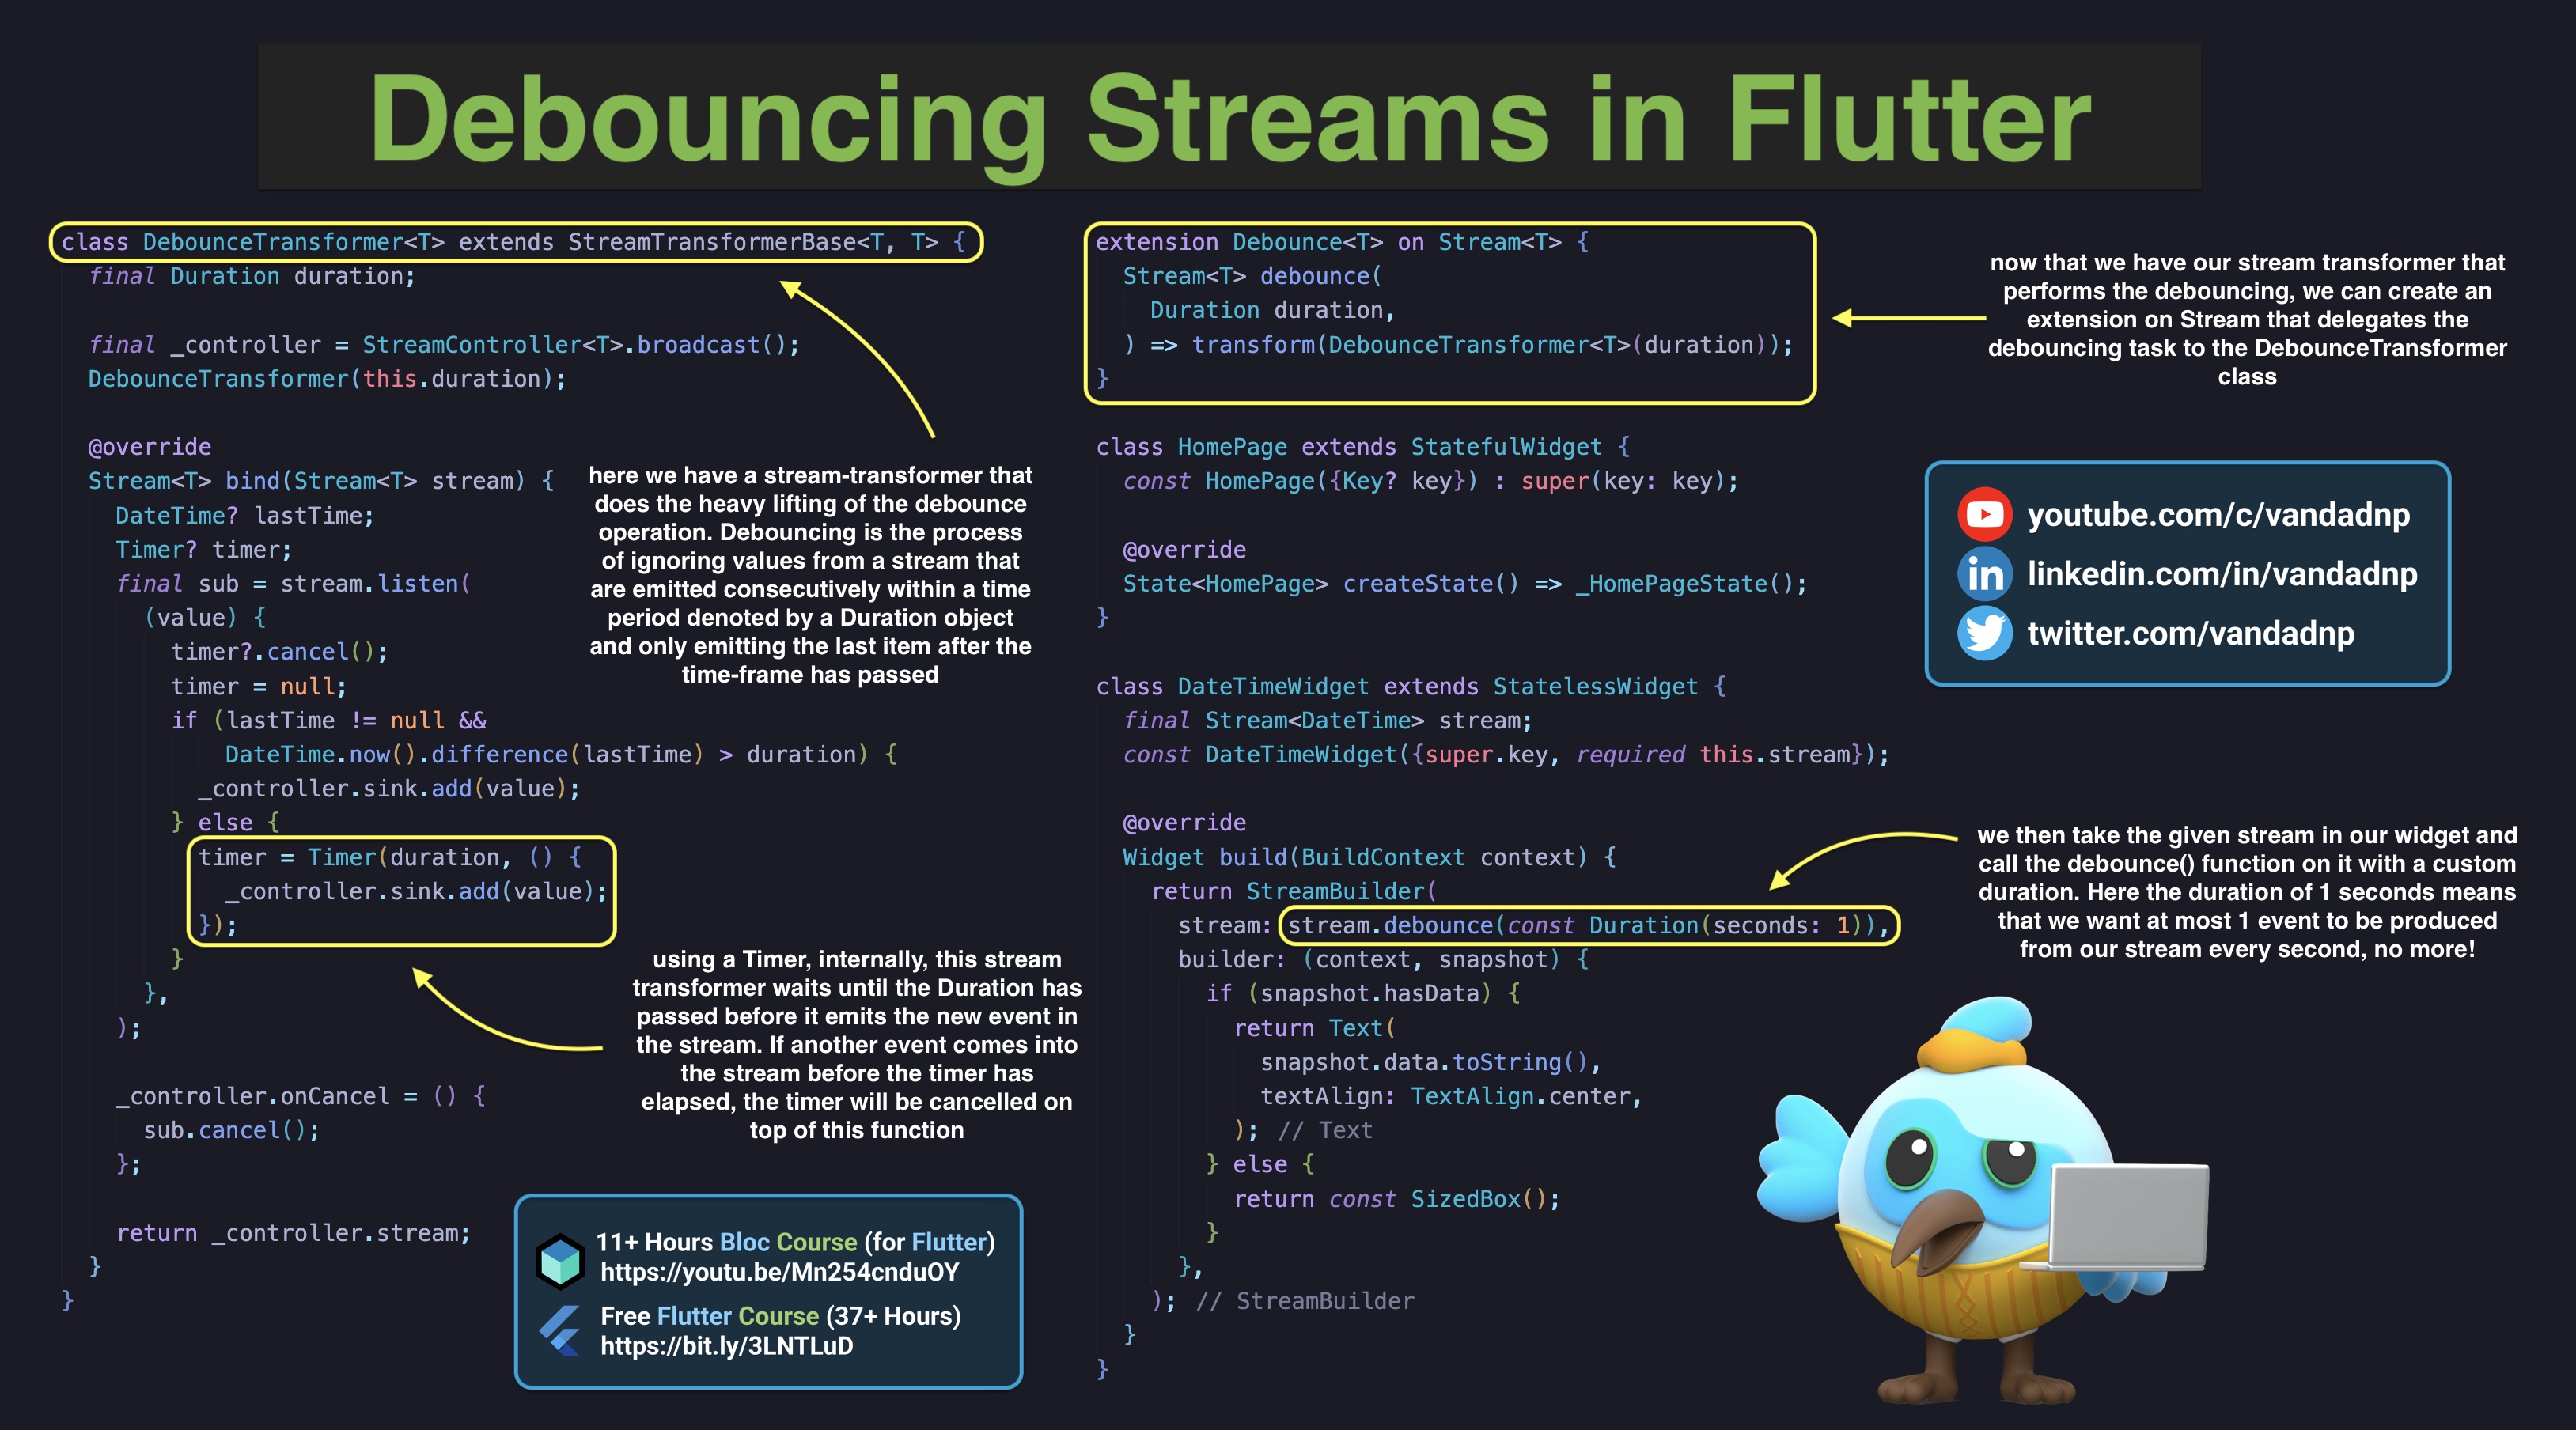 Debouncing Streams in Flutter
class DebounceTransformer<T> extends StreamTransformerBase<T, T> {
final Duration duration;
final _controller = StreamController<T>.broadcast();
DebounceTransformer(this.duration);
@override
Stream<T> bind(Stream<T> stream) {
DateTime? lastTime;
Timer? timer;
final sub = stream.listen(
(value) {
timer?.cancel();
timer = null;
if (lastTime != null &&
DateTime.now().difference(lastTime) > duration) {
_controller.sink.add(value);
} else {
timer = Timer(duration, () {
_controller.sink.add(value);
});
}
},
);
_controller.onCancel = () {
sub.cancel();
};
return _controller.stream;
}
}
here we have a stream-transformer that
does the heavy lifting of the debounce
operation. Debouncing is the process
of ignoring values from a stream that
are emitted consecutively within a time
period denoted by a Duration object
and only emitting the last item after the
time-frame has passed
using a Timer, internally, this stream
transformer waits until the Duration has
passed before it emits the new event in
the stream. If another event comes into
the stream before the timer has
elapsed, the timer will be cancelled on
top of this function
11+ Hours Bloc Course (for Flutter)
https://youtu.be/Mn254cnduOY
Free Flutter Course (37+ Hours)
https://bit.ly/3LNTLuD
extension Debounce<T> on Stream<T> {
Stream<T> debounce(
Duration duration,
) => transform(DebounceTransformer<T>(duration));
}
class HomePage extends StatefulWidget {
const HomePage({Key? key}) : super(key: key);
@override
State<HomePage> createState() => _HomePageState();
}
class DateTimeWidget extends StatelessWidget {
final Stream<DateTime> stream;
const DateTimeWidget({super.key, required this.stream});
@override
Widget build(BuildContext context) {
return StreamBuilder(
stream: stream.debounce(const Duration(seconds: 1)),
builder: (context, snapshot) {
if (snapshot.hasData) {
return Text(
snapshot.data.toString(),
textAlign: TextAlign.center,
); // Text
} else {
return const SizedBox();
}
},
); // StreamBuilder
}
}
now that we have our stream transformer that
performs the debouncing, we can create an
extension on Stream that delegates the
debouncing task to the DebounceTransformer
class
youtube.com/c/vandadnp
linkedin.com/in/vandadnp
twitter.com/vandadnp
we then take the given stream in our widget and
call the debounce() function on it with a custom
duration. Here the duration of 1 seconds means
that we want at most 1 event to be produced
from our stream every second, no more!